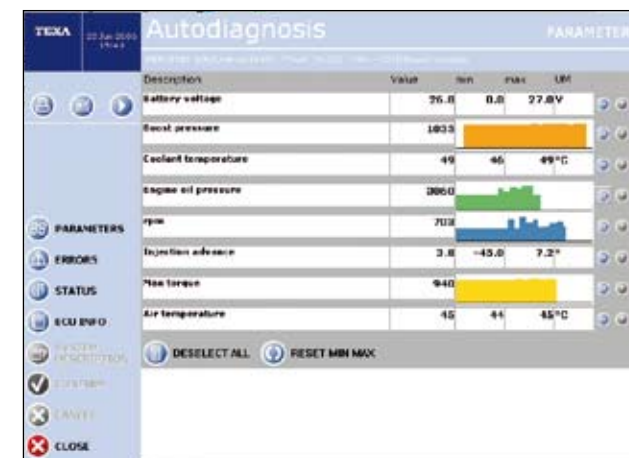 TEXA
Autodiagnosis
PARAMETER
Description Value min max UM
Battery voltage 26.8 0.0 27.0 V
Boost pressure 1033
Coolant temperature 49 46 49 °C
Engine oil pressure 3060
rpm 703
Injection advance 3.8 -45.0 7.2 °
Max torque 940
Air temperature 45 44 45 °C
PARAMETERS
ERRORS
STATUS
ECU INFO
DESELECT ALL RESET MIN MAX
CANCEL
CLOSE